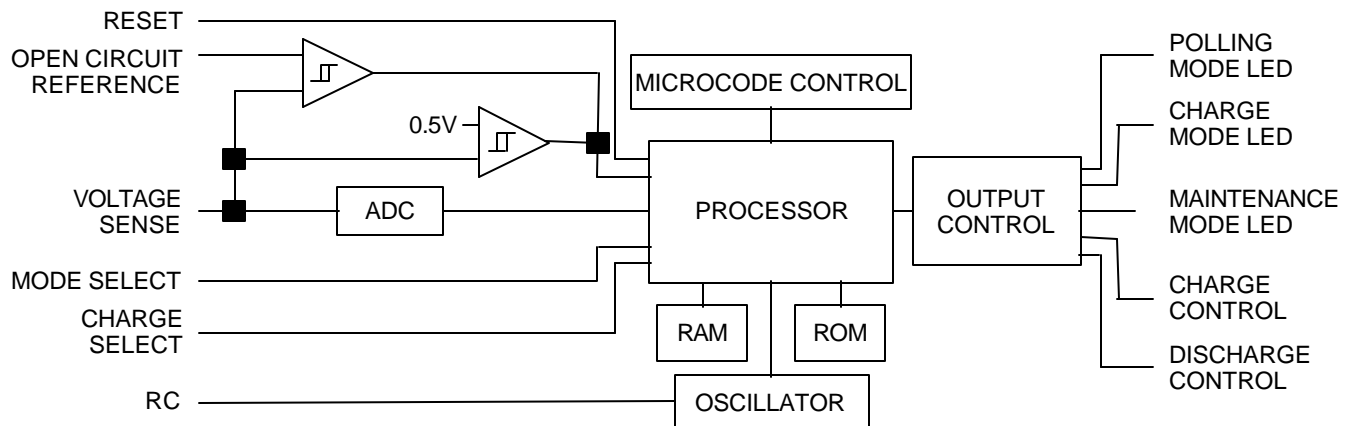 RESET
OPEN CIRCUIT
REFERENCE
0.5V
VOLTAGE
SENSE
ADC
MODE SELECT
CHARGE
SELECT
RC
MICROCODE CONTROL
PROCESSOR
RAM
ROM
OSCILLATOR
OUTPUT
CONTROL
POLLING
MODE LED
CHARGE
MODE LED
MAINTENANCE
MODE LED
CHARGE
CONTROL
DISCHARGE
CONTROL